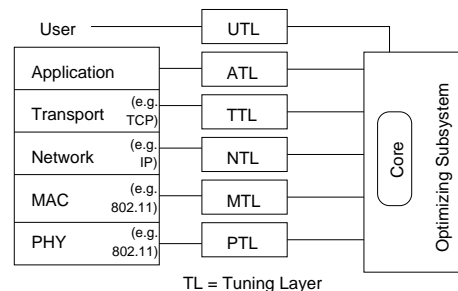 User
UTL
Application
ATL
Transport (e.g. TCP)
TTL
Network (e.g. IP)
NTL
MAC (e.g. 802.11)
MTL
PHY (e.g. 802.11)
PTL
Core
Optimizing Subsystem
TL = Tuning Layer